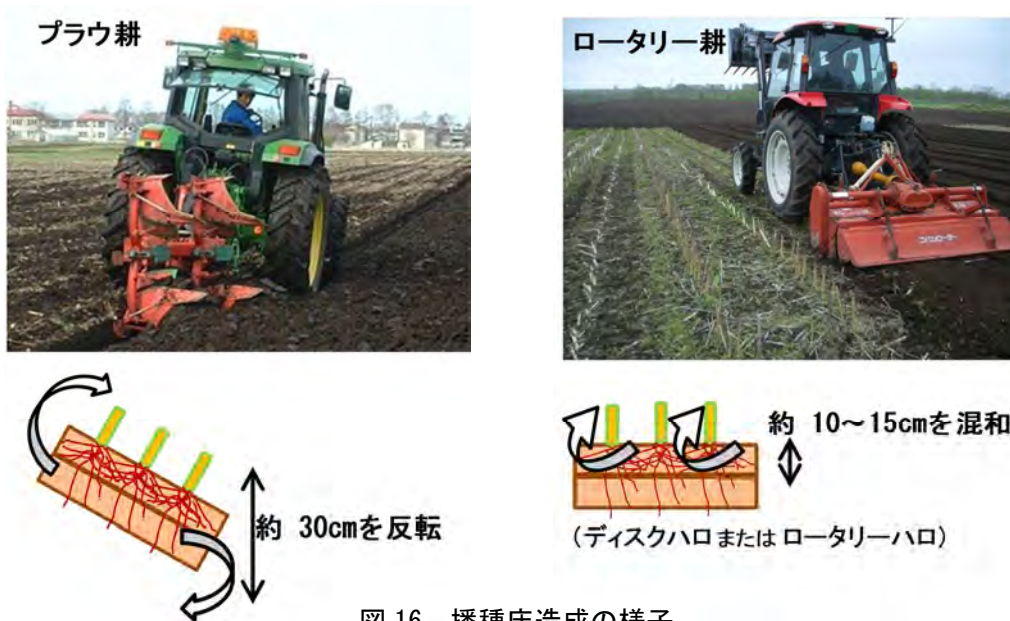 プラウ耕
ロータリー耕
約 30cmを反転
約 10～15cmを混和
(ディスクハロまたはロータリーハロ)
図 16 播種床造成の様子